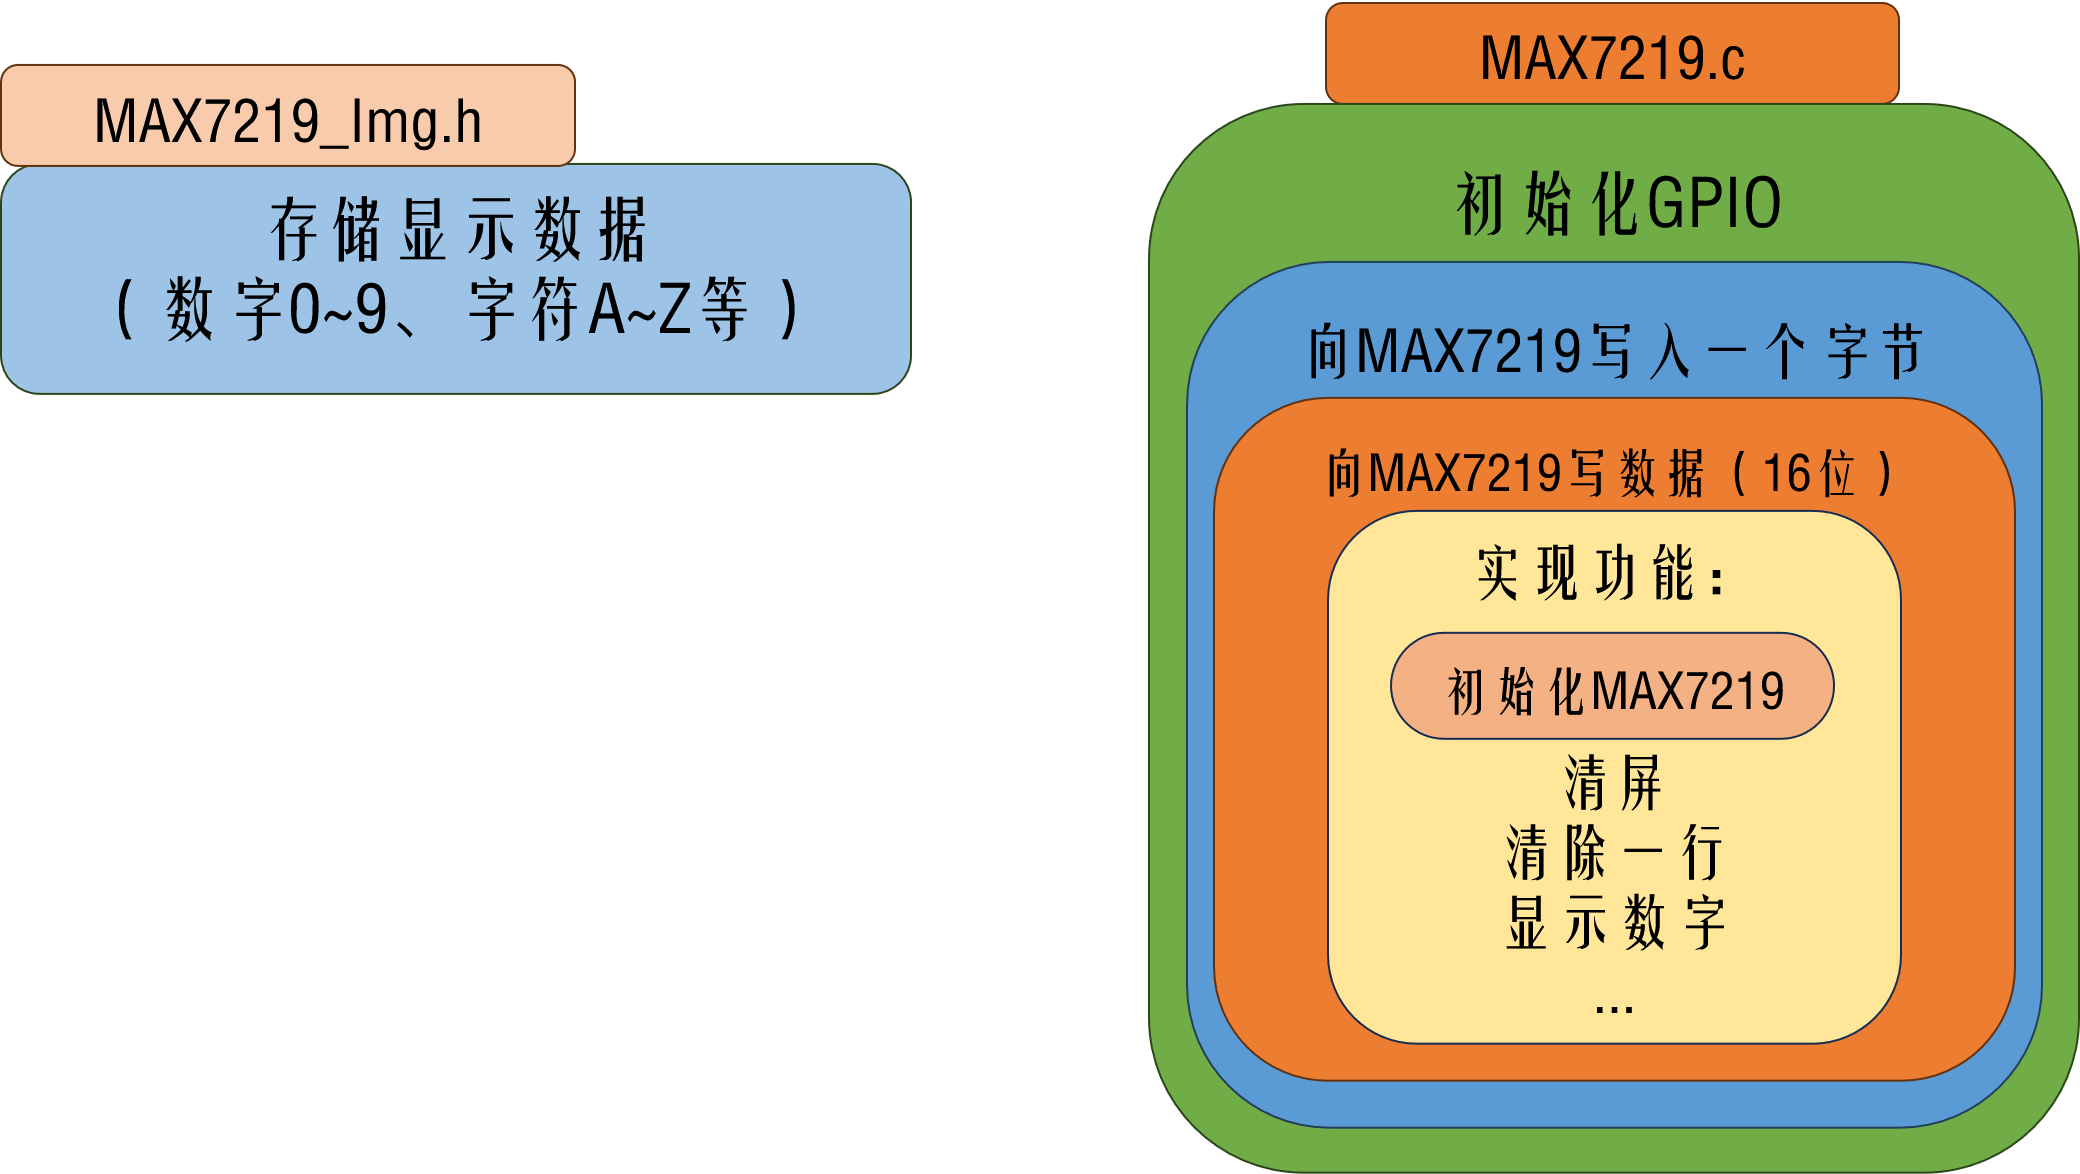 MAX7219_Img.h
存储显示数据
（数字0~9、字符A~Z等）
MAX7219.c
初始化GPIO
向MAX7219写入一个字节
向MAX7219写数据（16位）
实现功能：
初始化MAX7219
清屏
清除一行
显示数字
...